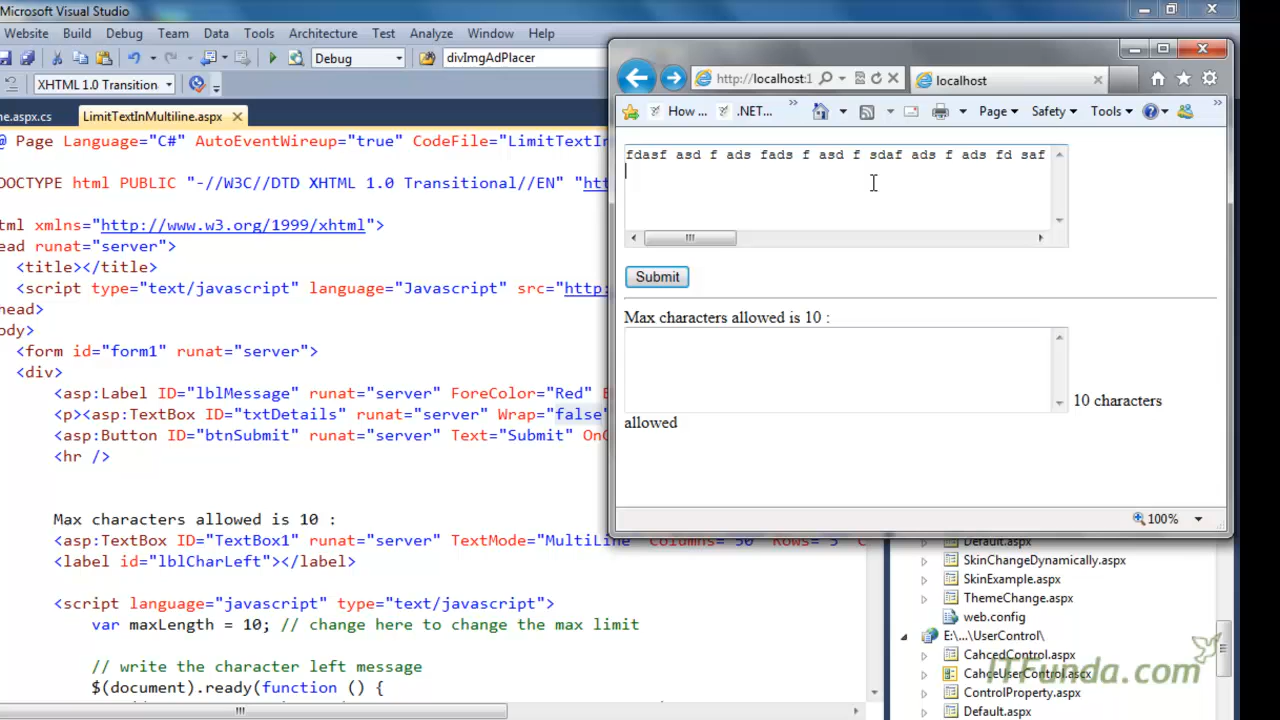 Microsoft Visual Studio
Website Build Debug Team Data Tools Architecture Test Analyze Window Help
Debug divImgAdPlacer
XHTML 1.0 Transition
ne.aspx.cs LimitTextInMultiline.aspx
@ Page Language="C#" AutoEventWireup="true" CodeFile="LimitTextIn
DOCTYPE html PUBLIC "-//W3C//DTD XHTML 1.0 Transitional//EN" "htt
tml xmlns="http://www.w3.org/1999/xhtml">
ead runat="server">
<title></title>
<script type="text/javascript" language="Javascript" src="http:
head>
ody>
<form id="form1" runat="server">
<div>
<asp:Label ID="lblMessage" runat="server" ForeColor="Red"
<p><asp:TextBox ID="txtDetails" runat="server" Wrap="false"
<asp:Button ID="btnSubmit" runat="server" Text="Submit" OnC
<hr />
Max characters allowed is 10 :
<asp:TextBox ID="TextBox1" runat="server" TextMode="MultiLine" Columns="50" Rows="5" C
<label id="lblCharLeft"></label>
<script language="javascript" type="text/javascript">
var maxLength = 10; // change here to change the max limit
// write the character left message
$(document).ready(function () {
http://localhost:1 localhost
How ... .NET... Page Safety Tools
fdasf asd f ads fads f asd f sdaf ads f ads fd saf
Submit
Max characters allowed is 10 :
10 characters
allowed
100%
Default.aspx
SkinChangeDynamically.aspx
SkinExample.aspx
ThemeChange.aspx
web.config
E:\...\UserControl\
CahcedControl.aspx
CahceUserControl.ascx
ControlProperty.aspx
Default.aspx
ITFunda.com